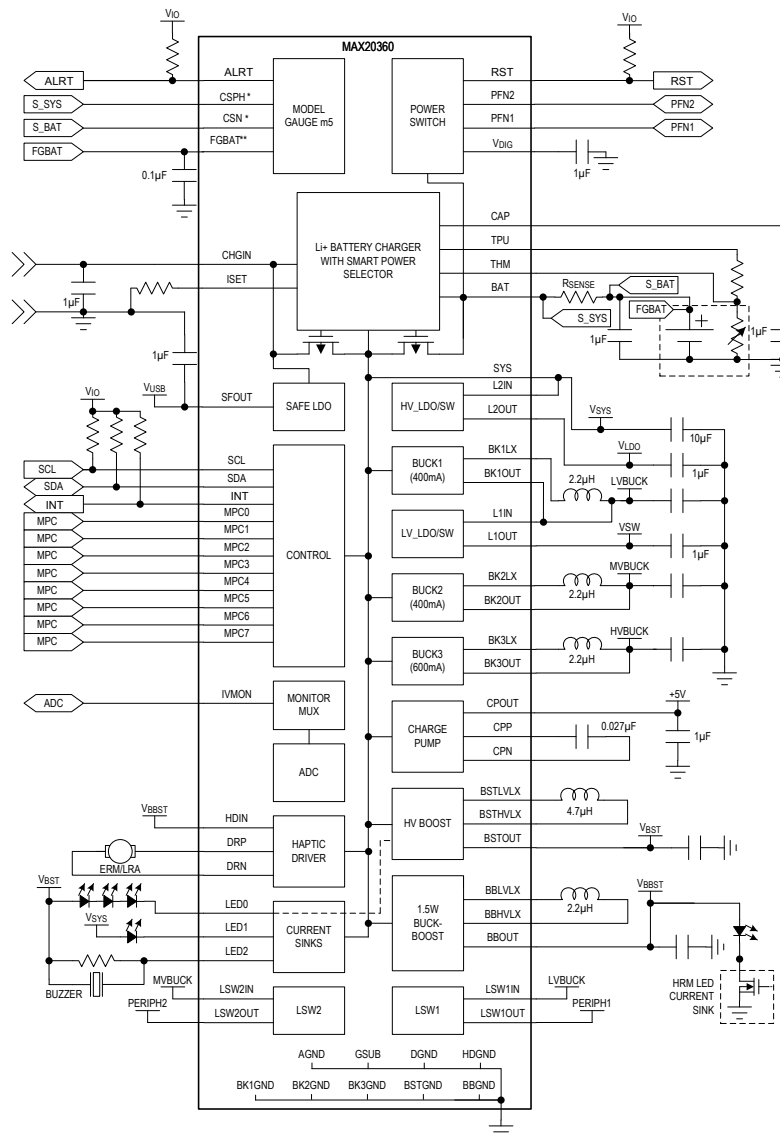 VIO
VIO
MAX20360
ALRT
ALRT
RST
RST
S_SYS
CSPH *
MODEL GAUGE m5
POWER SWITCH
PFN2
PFN2
S_BAT
CSN *
PFN1
PFN1
FGBAT
FGBAT**
VDIG
0.1µF
1µF
Li+ BATTERY CHARGER
WITH SMART POWER
SELECTOR
CAP
TPU
CHGIN
THM
ISET
BAT
RSENSE
S_BAT
1µF
S_SYS
FGBAT
+
1µF
1µF
1µF
SYS
VUSB
SFOUT
SAFE LDO
HV_LDO/SW
L2IN
L2OUT
VSYS
10µF
VIO
VLDO
1µF
SCL
SCL
BUCK1
(400mA)
BK1LX
BK1OUT
2.2µH
LVBUCK
SDA
SDA
INT
INT
MPC
MPC0
L1IN
MPC
MPC1
LV_LDO/SW
L1OUT
VSW
1µF
MPC
MPC2
CONTROL
MPC
MPC3
MPC
MPC4
BUCK2
(400mA)
BK2LX
BK2OUT
2.2µH
MVBUCK
MPC
MPC5
MPC
MPC6
MPC
MPC7
BUCK3
(600mA)
BK3LX
BK3OUT
2.2µH
HVBUCK
ADC
IVMON
MONITOR
MUX
CPOUT
+5V
CHARGE
PUMP
CPP
CPN
0.027µF
1µF
ADC
BSTLVLX
VBBST
HDIN
HV BOOST
BSTHVLX
4.7µH
DRP
HAPTIC
DRIVER
BSTOUT
VBST
DRN
ERM/LRA
VBST
LED0
BBLVLX
VBBST
VSYS
LED1
CURRENT
SINKS
1.5W
BUCK-
BOOST
BBHVLX
2.2µH
LED2
BBOUT
BUZZER
MVBUCK
LSW2IN
LSW1IN
LVBUCK
HRM LED
CURRENT
SINK
PERIPH2
LSW2OUT
LSW2
LSW1
LSW1OUT
PERIPH1
AGND
GSUB
DGND
HDGND
BK1GND
BK2GND
BK3GND
BSTGND
BBGND